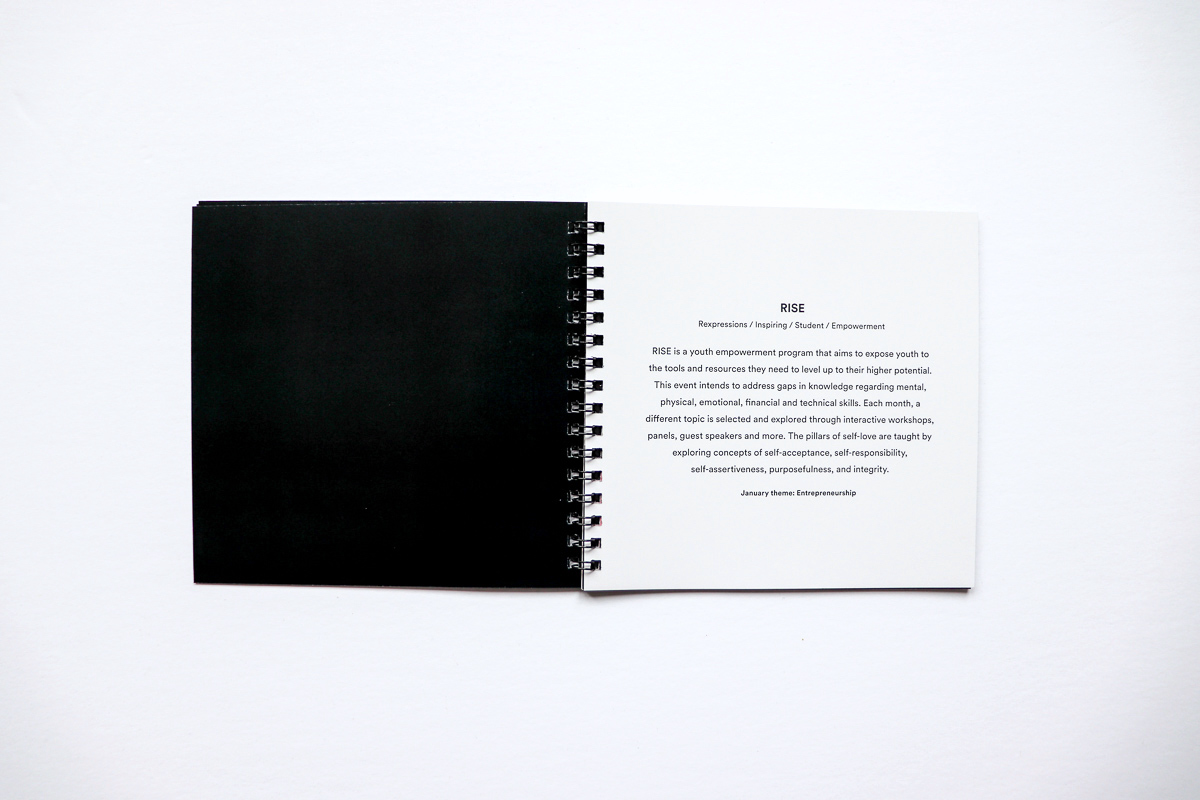 RISE
Rexpressions / Inspiring / Student / Empowerment
RISE is a youth empowerment program that aims to expose youth to
the tools and resources they need to level up to their higher potential.
This event intends to address gaps in knowledge regarding mental,
physical, emotional, financial and technical skills. Each month, a
different topic is selected and explored through interactive workshops,
panels, guest speakers and more. The pillars of self-love are taught by
exploring concepts of self-acceptance, self-responsibility,
self-assertiveness, purposefulness, and integrity.
January theme: Entrepreneurship